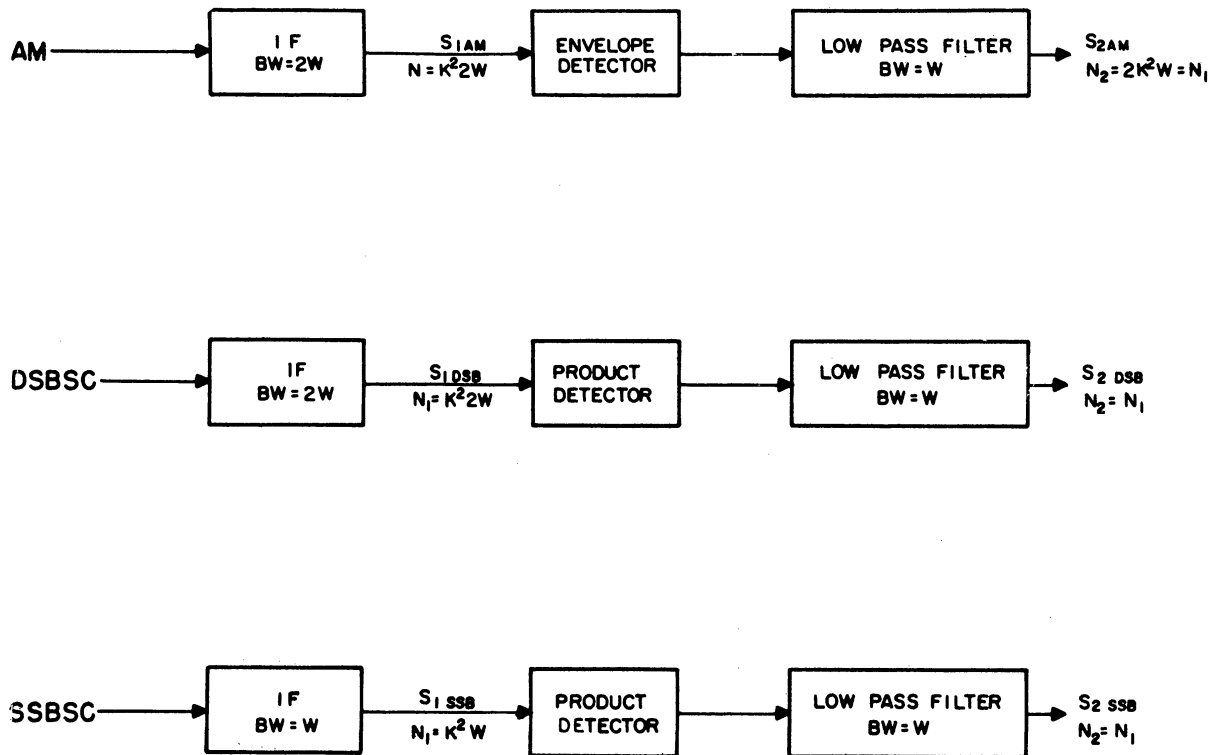 AM
IF
BW=2W
S1AM
N=K²2W
ENVELOPE
DETECTOR
LOW PASS FILTER
BW=W
S2AM
N2=2K²W=N1
DSBSC
IF
BW=2W
S1DSB
N1=K²2W
PRODUCT
DETECTOR
LOW PASS FILTER
BW=W
S2 DSB
N2=N1
SSBSC
IF
BW=W
S1 SSB
N1=K²W
PRODUCT
DETECTOR
LOW PASS FILTER
BW=W
S2 SSB
N2=N1